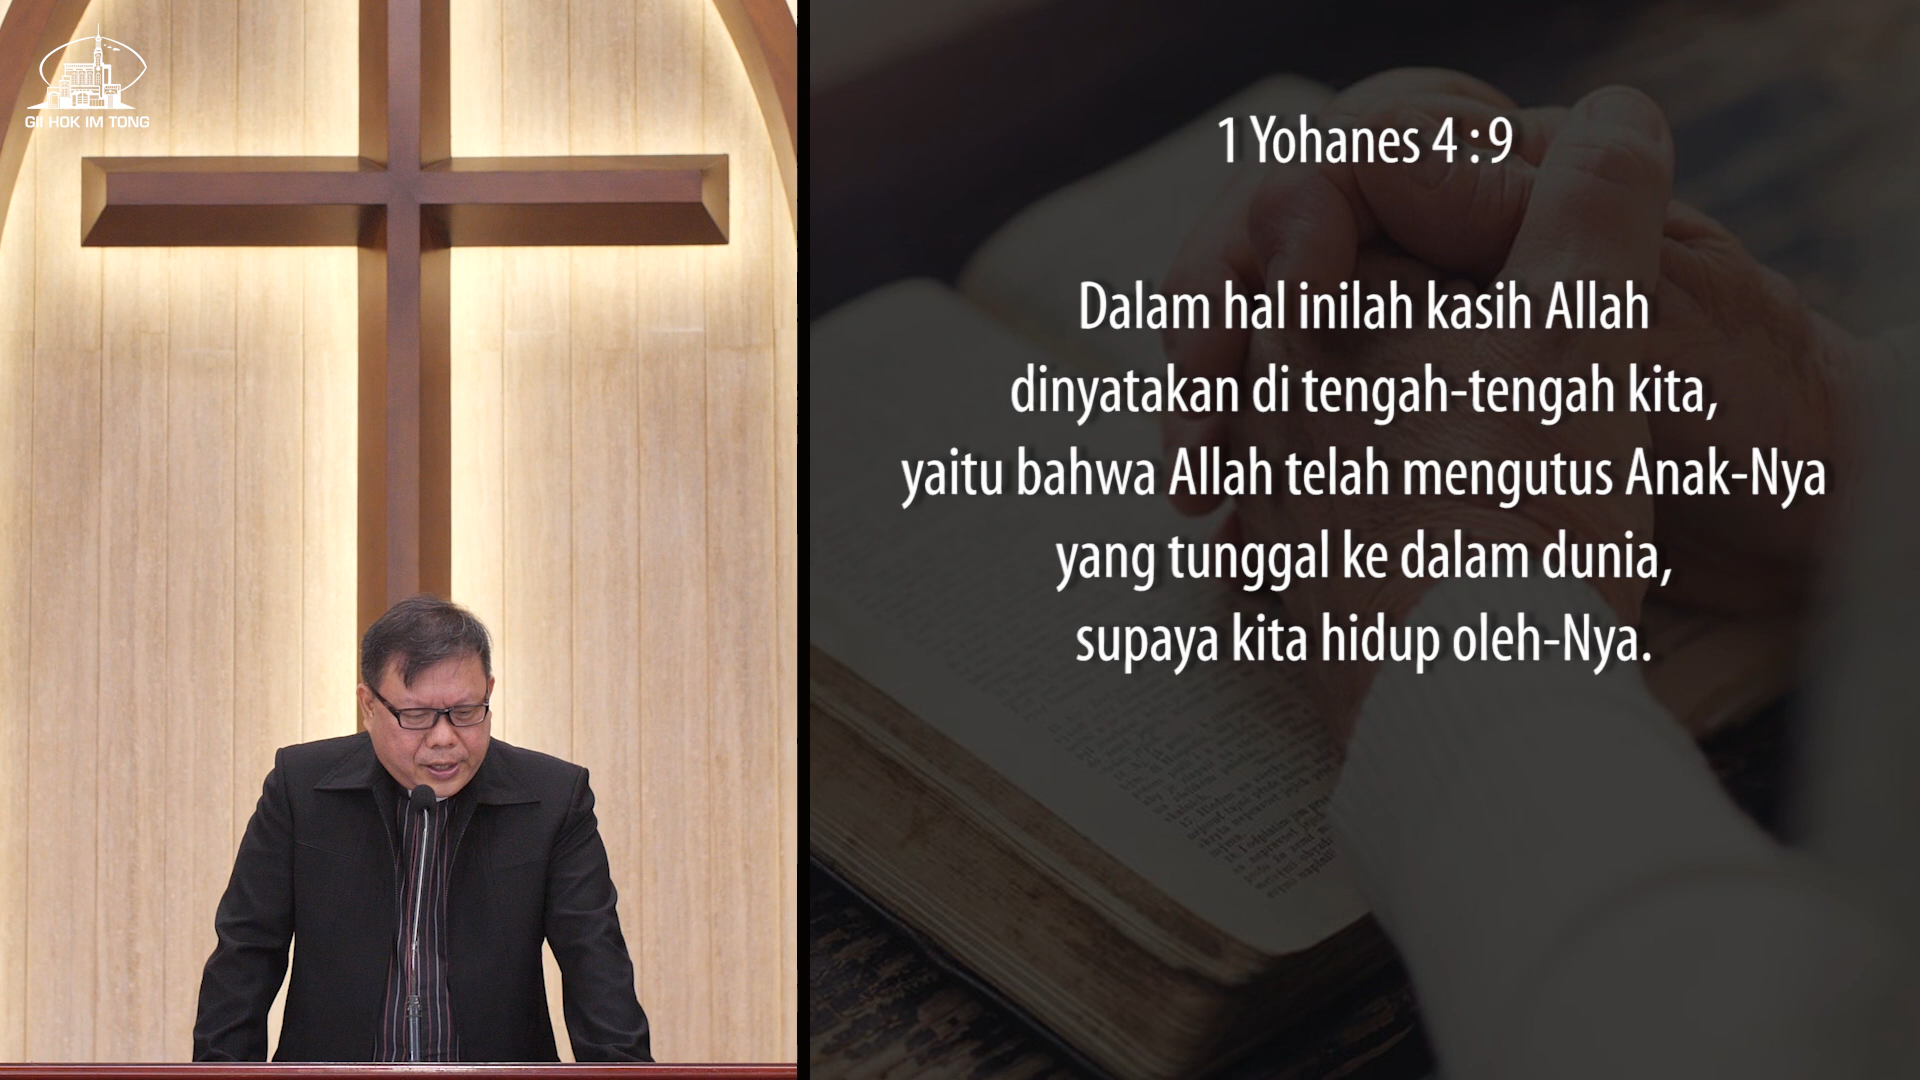 GII HOK IM TONG
1 Yohanes 4 : 9
Dalam hal inilah kasih Allah
dinyatakan di tengah-tengah kita,
yaitu bahwa Allah telah mengutus Anak-Nya
yang tunggal ke dalam dunia,
supaya kita hidup oleh-Nya.